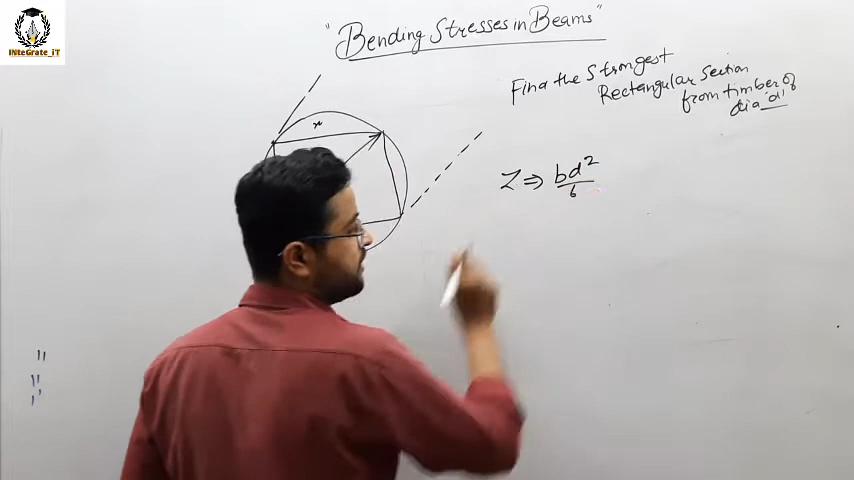 INteGrate_iT
"Bending Stresses in Beams"
Find the Strongest
Rectangular Section
from timber of
dia 'd'
x
Z ⇒ bd²
6